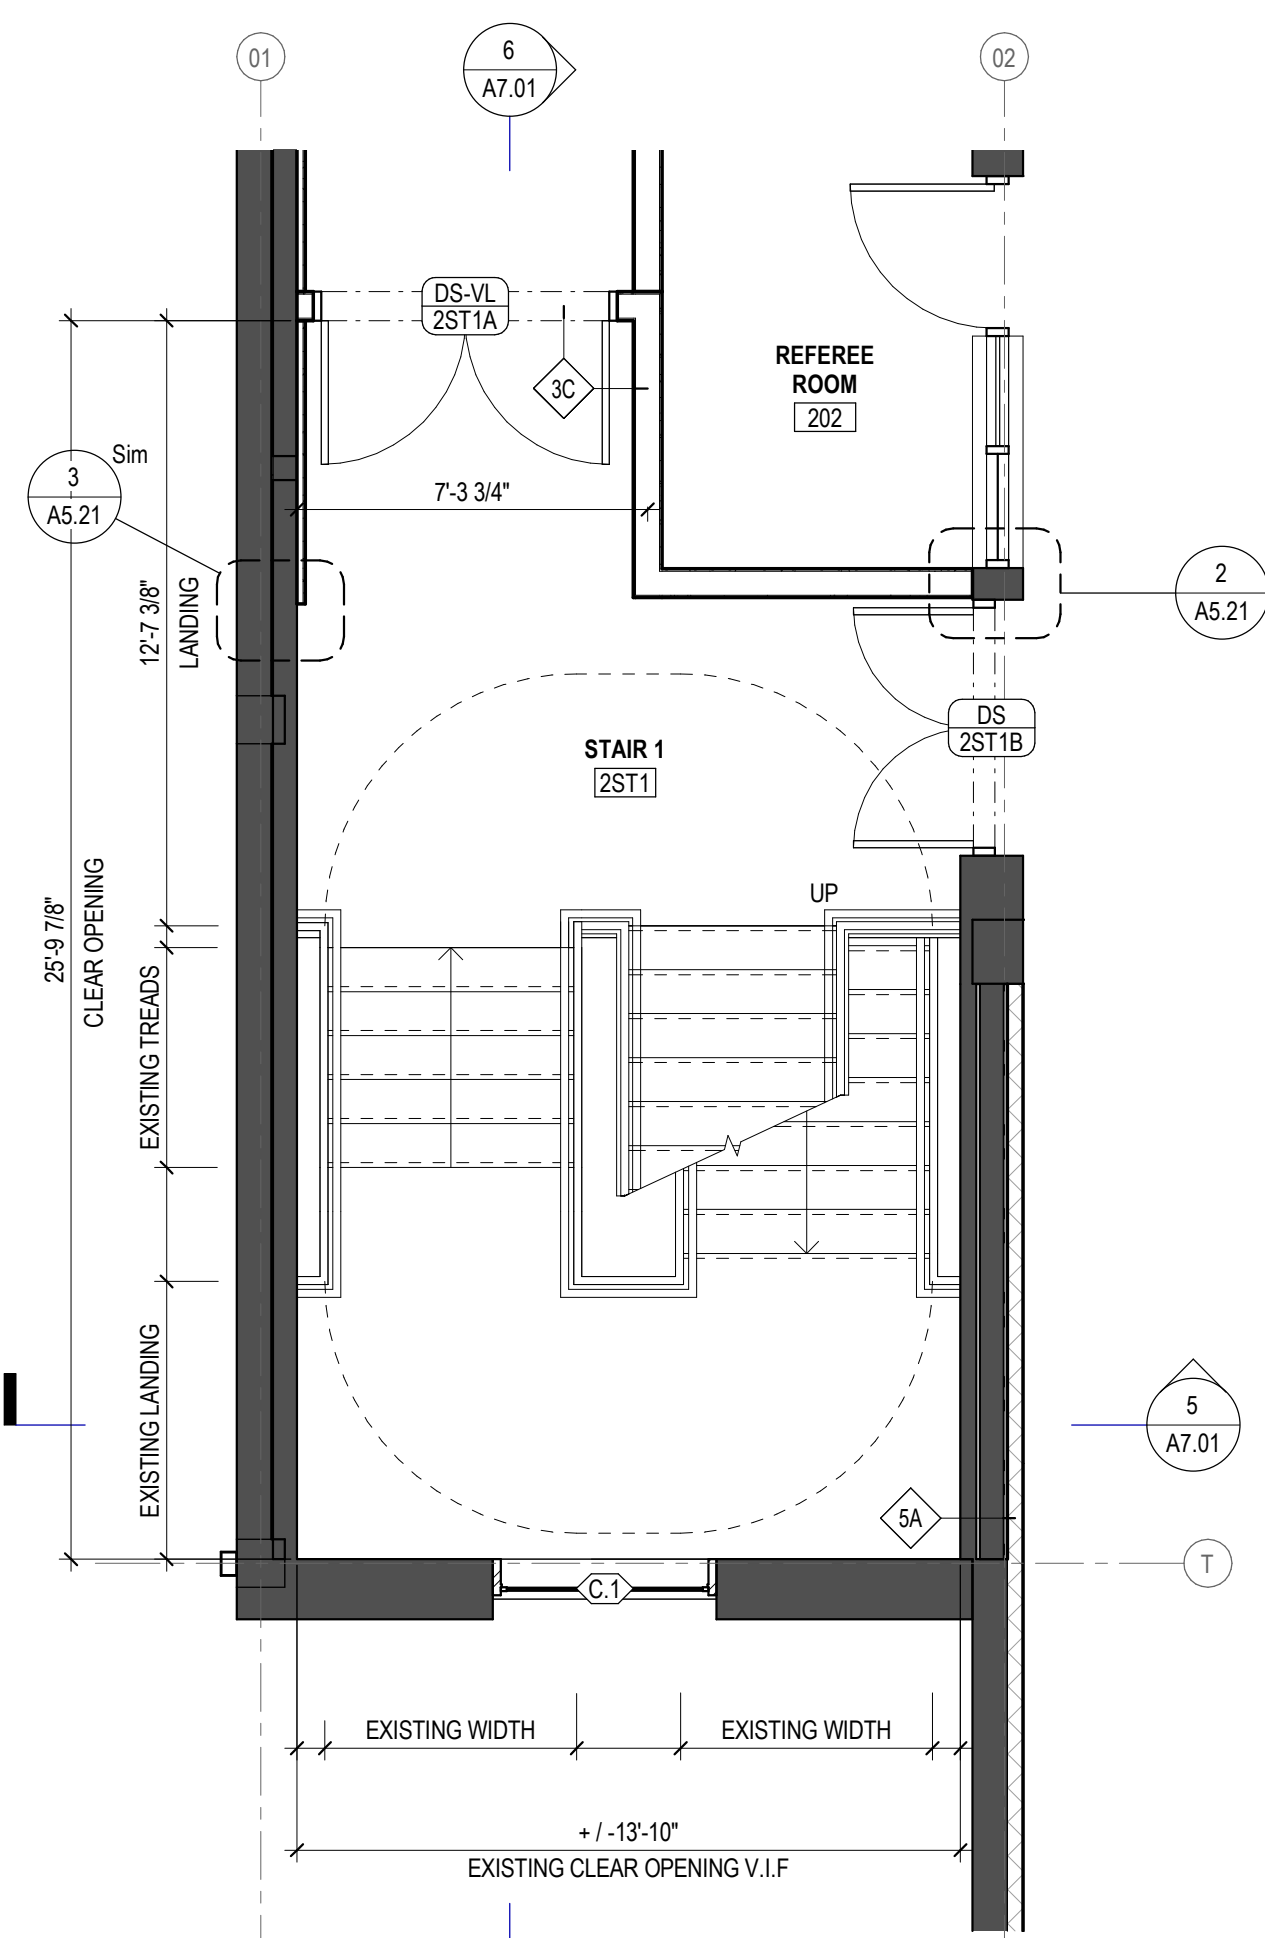 01
6
A7.01
02
DS-VL
2ST1A
3C
REFEREE
ROOM
202
Sim
3
A5.21
7'-3 3/4"
12'-7 3/8"
LANDING
2
A5.21
DS
2ST1B
STAIR 1
2ST1
UP
25'-9 7/8"
CLEAR OPENING
EXISTING TREADS
EXISTING LANDING
5
A7.01
5A
T
C.1
EXISTING WIDTH
EXISTING WIDTH
+ / -13'-10"
EXISTING CLEAR OPENING V.I.F